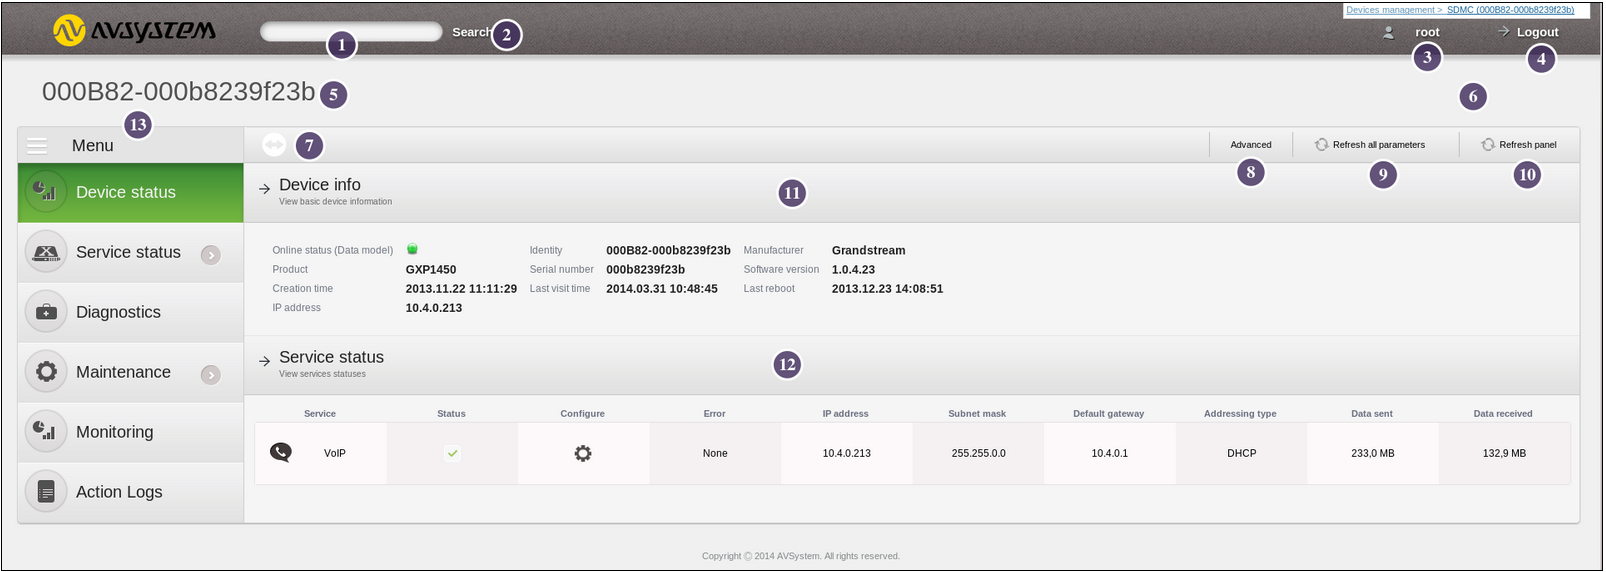 Devices management > SDMC (000B82-000b8239f23b)
AVSYSTEM
Search
root
Logout
1
2
3
4
000B82-000b8239f23b
5
6
13
Menu
7
Advanced
Refresh all parameters
Refresh panel
8
9
10
Device status
Service status
Diagnostics
Maintenance
Monitoring
Action Logs
Device info
View basic device information
11
Online status (Data model)
Identity 000B82-000b8239f23b
Manufacturer Grandstream
Product GXP1450
Serial number 000b8239f23b
Software version 1.0.4.23
Creation time 2013.11.22 11:11:29
Last visit time 2014.03.31 10:48:45
Last reboot 2013.12.23 14:08:51
IP address 10.4.0.213
Service status
View services statuses
12
Service Status Configure Error IP address Subnet mask Default gateway Addressing type Data sent Data received
VoIP None 10.4.0.213 255.255.0.0 10.4.0.1 DHCP 233,0 MB 132,9 MB
Copyright © 2014 AVSystem. All rights reserved.